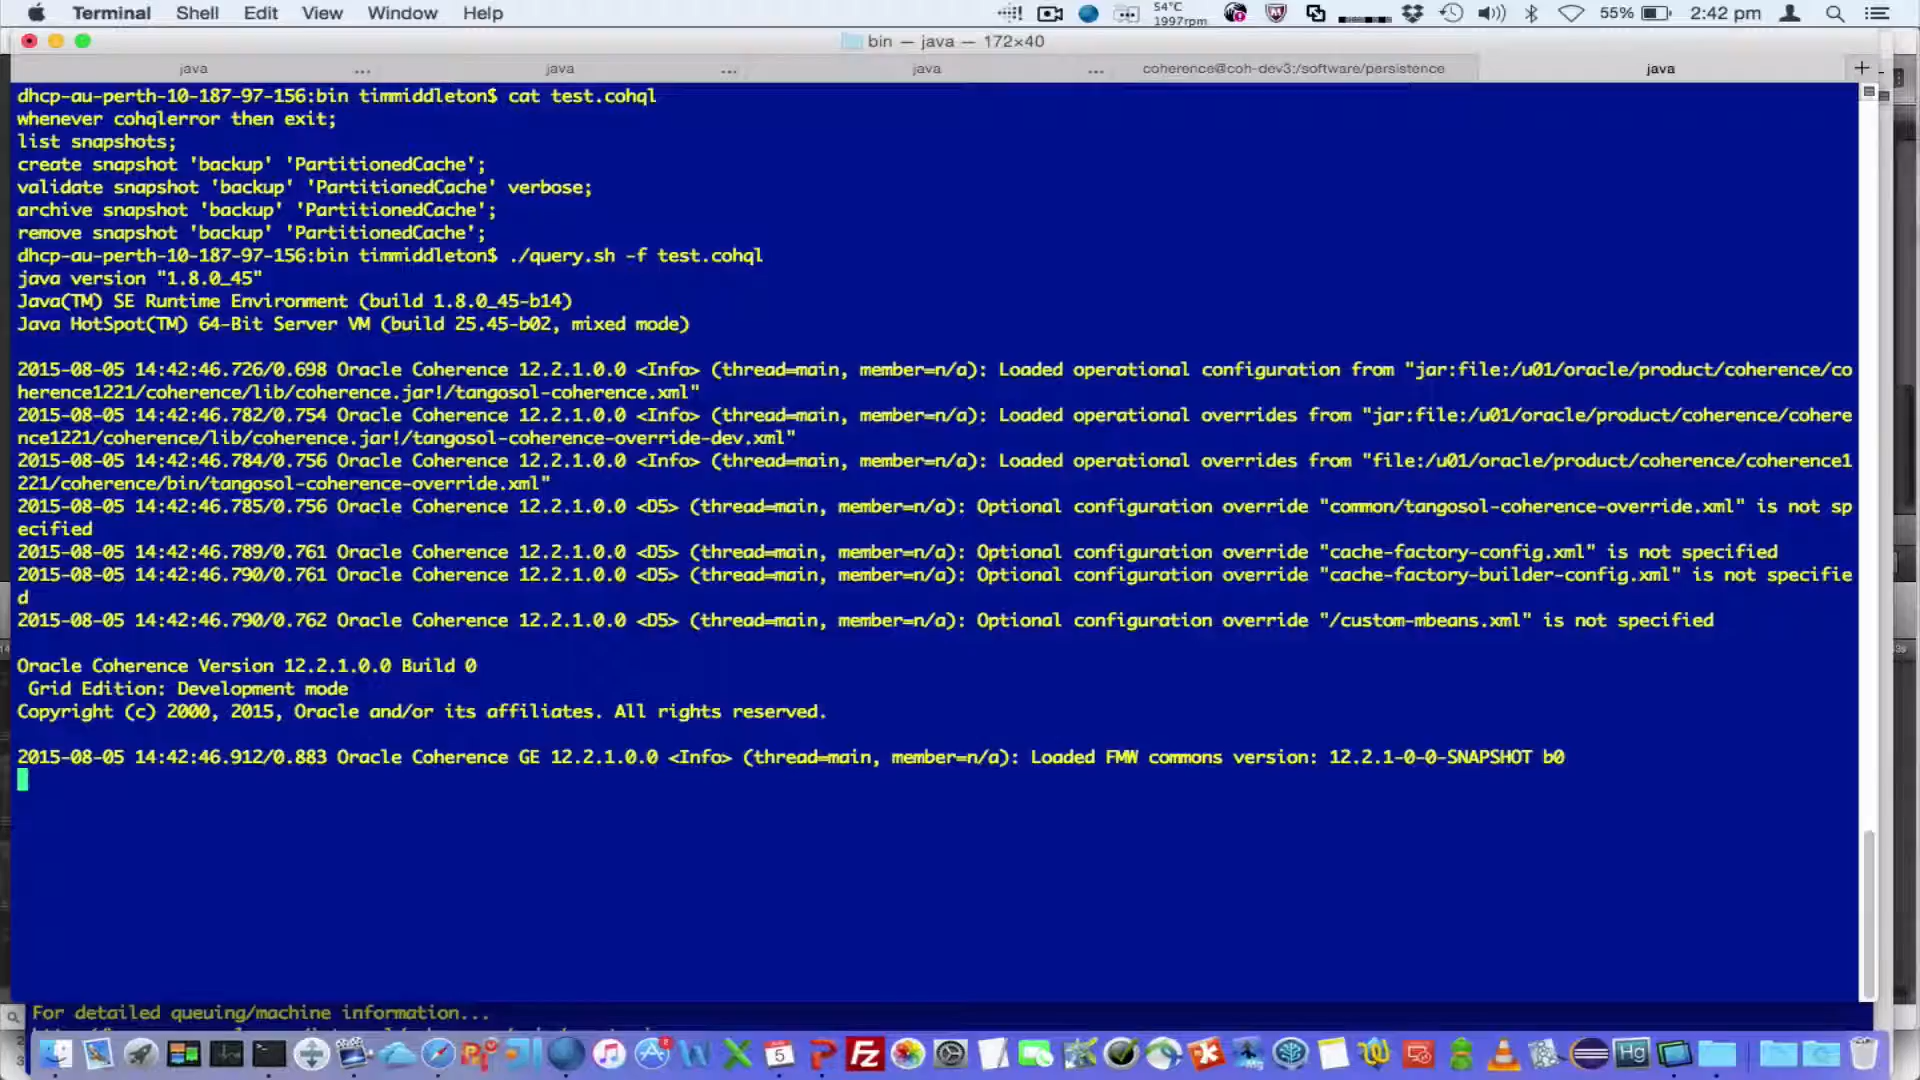 Terminal Shell Edit View Window Help 54°C 1997rpm 55% 2:42 pm
bin — java — 172×40
java ... java ... java ... coherence@coh-dev3:/software/persistence java +
dhcp-au-perth-10-187-97-156:bin timmiddleton$ cat test.cohql
whenever cohqlerror then exit;
list snapshots;
create snapshot 'backup' 'PartitionedCache';
validate snapshot 'backup' 'PartitionedCache' verbose;
archive snapshot 'backup' 'PartitionedCache';
remove snapshot 'backup' 'PartitionedCache';
dhcp-au-perth-10-187-97-156:bin timmiddleton$ ./query.sh -f test.cohql
java version "1.8.0_45"
Java(TM) SE Runtime Environment (build 1.8.0_45-b14)
Java HotSpot(TM) 64-Bit Server VM (build 25.45-b02, mixed mode)
2015-08-05 14:42:46.726/0.698 Oracle Coherence 12.2.1.0.0 <Info> (thread=main, member=n/a): Loaded operational configuration from "jar:file:/u01/oracle/product/coherence/co
herence1221/coherence/lib/coherence.jar!/tangosol-coherence.xml"
2015-08-05 14:42:46.782/0.754 Oracle Coherence 12.2.1.0.0 <Info> (thread=main, member=n/a): Loaded operational overrides from "jar:file:/u01/oracle/product/coherence/cohere
nce1221/coherence/lib/coherence.jar!/tangosol-coherence-override-dev.xml"
2015-08-05 14:42:46.784/0.756 Oracle Coherence 12.2.1.0.0 <Info> (thread=main, member=n/a): Loaded operational overrides from "file:/u01/oracle/product/coherence/coherence1
221/coherence/bin/tangosol-coherence-override.xml"
2015-08-05 14:42:46.785/0.756 Oracle Coherence 12.2.1.0.0 <D5> (thread=main, member=n/a): Optional configuration override "common/tangosol-coherence-override.xml" is not sp
ecified
2015-08-05 14:42:46.789/0.761 Oracle Coherence 12.2.1.0.0 <D5> (thread=main, member=n/a): Optional configuration override "cache-factory-config.xml" is not specified
2015-08-05 14:42:46.790/0.761 Oracle Coherence 12.2.1.0.0 <D5> (thread=main, member=n/a): Optional configuration override "cache-factory-builder-config.xml" is not specifie
d
2015-08-05 14:42:46.790/0.762 Oracle Coherence 12.2.1.0.0 <D5> (thread=main, member=n/a): Optional configuration override "/custom-mbeans.xml" is not specified
Oracle Coherence Version 12.2.1.0.0 Build 0
Grid Edition: Development mode
Copyright (c) 2000, 2015, Oracle and/or its affiliates. All rights reserved.
2015-08-05 14:42:46.912/0.883 Oracle Coherence GE 12.2.1.0.0 <Info> (thread=main, member=n/a): Loaded FMW commons version: 12.2.1-0-0-SNAPSHOT b0
For detailed queuing/machine information...